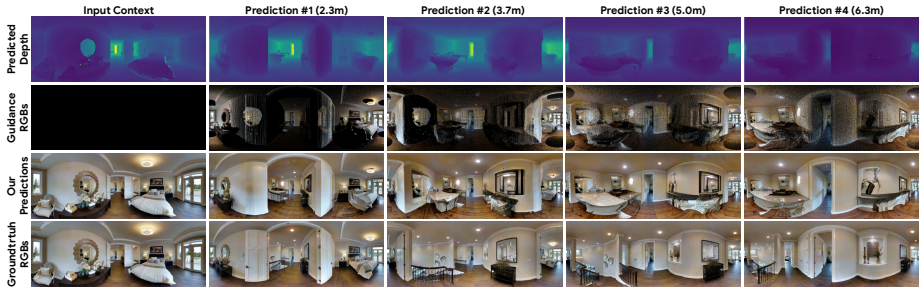 Input Context
Prediction #1 (2.3m)
Prediction #2 (3.7m)
Prediction #3 (5.0m)
Prediction #4 (6.3m)
Predicted
Depth
Guidance
RGBs
Our
Predictions
Groundtrtuh
RGBs